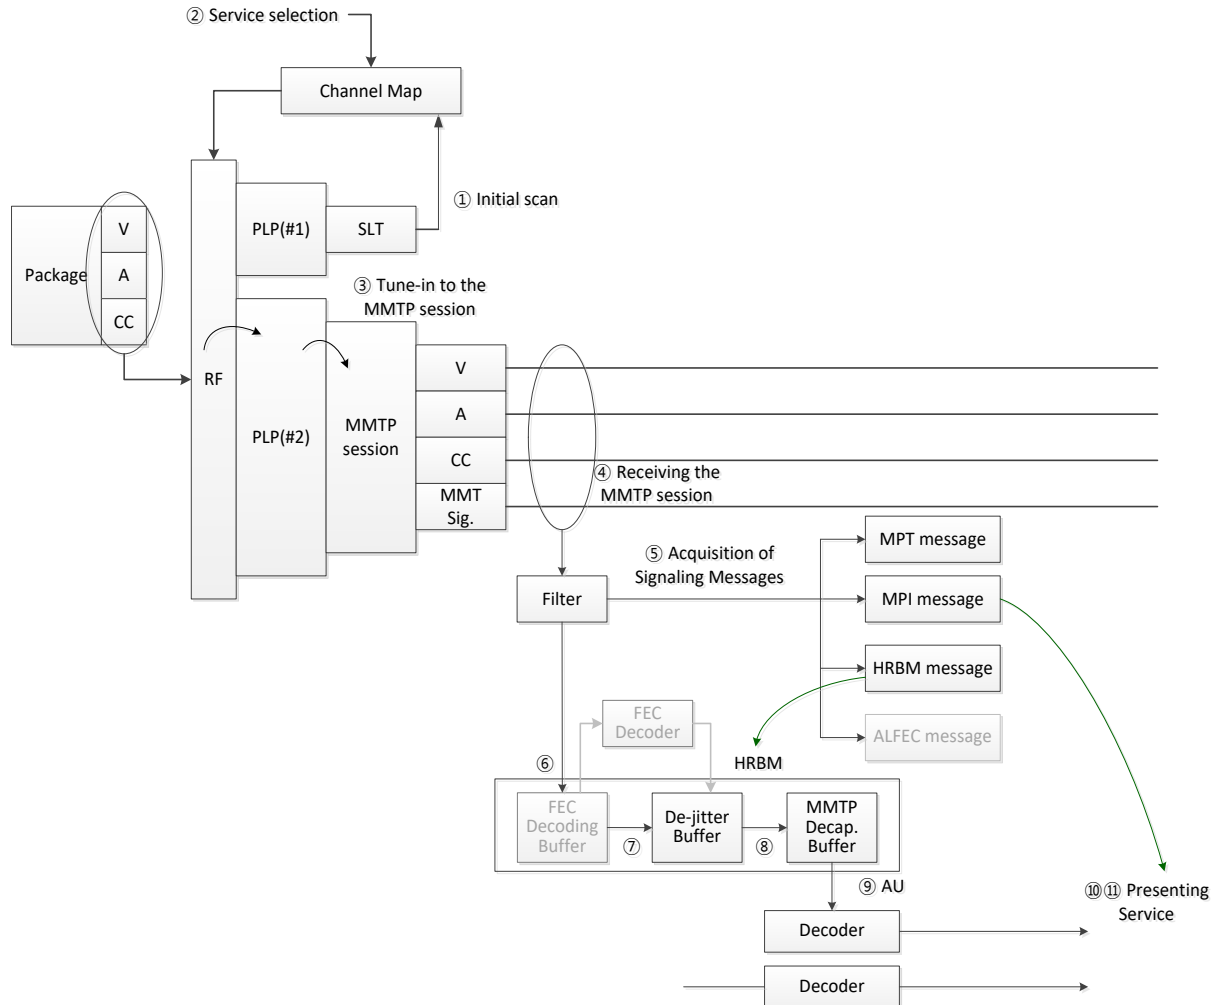 ② Service selection
Channel Map
① Initial scan
PLP(#1)
SLT
Package
V
A
CC
③ Tune-in to the
MMTP session
RF
PLP(#2)
MMTP
session
V
A
CC
MMT
Sig.
④ Receiving the
MMTP session
⑤ Acquisition of
Signaling Messages
Filter
MPT message
MPI message
HRBM message
ALFEC message
FEC
Decoder
HRBM
⑥
FEC
Decoding
Buffer
⑦
De-jitter
Buffer
⑧
MMTP
Decap.
Buffer
⑨ AU
⑩⑪ Presenting
Service
Decoder
Decoder